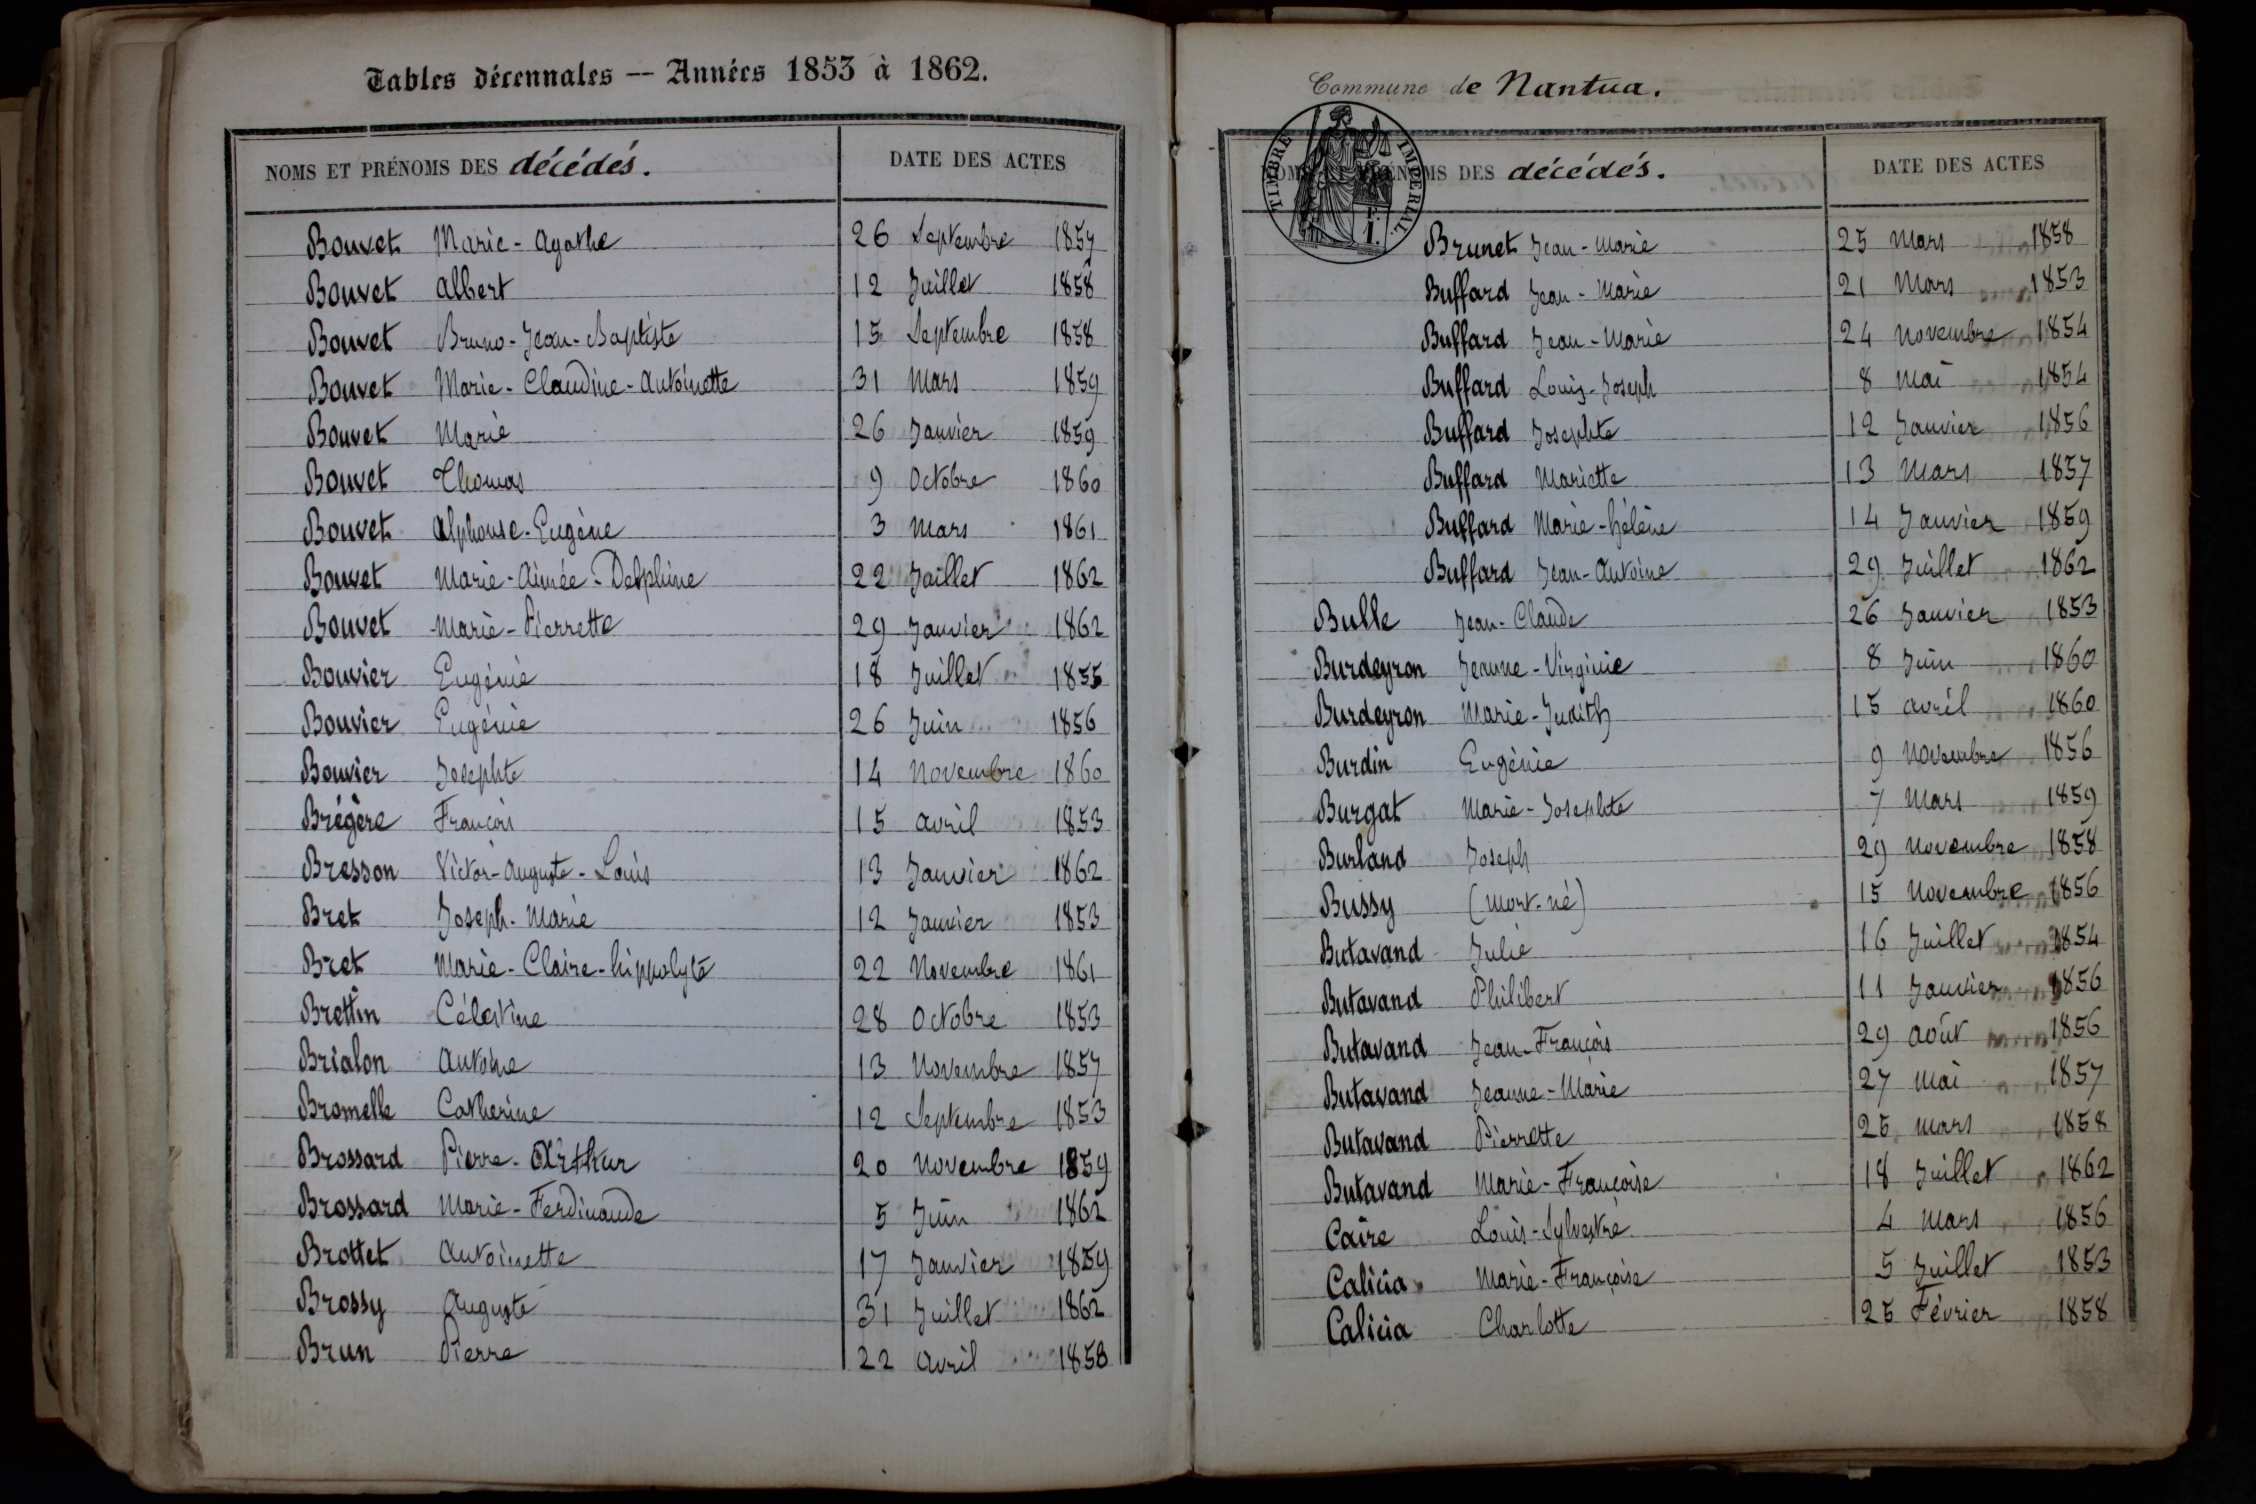 Tables décennales — Années 1853 à 1862.
NOMS ET PRÉNOMS DES décédés. DATE DES ACTES
Bouvet Marie-Agathe 26 Septembre 1857
Bouvet Albert 12 Juillet 1858
Bouvet Bruno-Jean-Baptiste 15 Septembre 1858
Bouvet Marie-Claudine-Antoinette 31 Mars 1859
Bouvet Marie 26 Janvier 1859
Bouvet Thomas 9 Octobre 1860
Bouvet Alphonse-Eugène 3 Mars 1861
Bouvet Marie-Aimée-Delphine 22 Juillet 1862
Bouvet Marie-Pierrette 29 Janvier 1862
Bouvier Eugénie 18 Juillet 1855
Bouvier Eugénie 26 Juin 1856
Bouvier Josephte 14 Novembre 1860
Brégère François 15 Avril 1853
Bresson Victor-Auguste-Louis 13 Janvier 1862
Bret Joseph-Marie 12 Janvier 1853
Bret Marie-Claire-hippolyte 22 Novembre 1861
Brettin Célestine 28 Octobre 1853
Brialon Antoine 13 Novembre 1857
Bromelle Catherine 12 Septembre 1853
Brossard Pierre-Arthur 20 Novembre 1859
Brossard Marie-Ferdinande 5 Juin 1862
Brottet Antoinette 17 Janvier 1859
Brossy Auguste 31 Juillet 1862
Brun Pierre 22 Avril 1858
Commune de Nantua.
TIMBRE IMPERIAL
NOMS ET PRÉNOMS DES décédés. DATE DES ACTES
Brunet Jean-Marie 25 Mars 1858
Buffard Jean-Marie 21 Mars 1853
Buffard Jean-Marie 24 Novembre 1854
Buffard Louis-Joseph 8 Mai 1854
Buffard Josephte 12 Janvier 1856
Buffard Mariette 13 Mars 1857
Buffard Marie-hélène 14 Janvier 1859
Buffard Jean-Antoine 29 Juillet 1862
Bulle Jean-Claude 26 Janvier 1853
Burdeyron Jeanne-Virginie 8 Juin 1860
Burdeyron Marie-Judith 15 Avril 1860
Burdin Eugénie 9 Novembre 1856
Burgat Marie-Josephte 7 Mars 1859
Burland Joseph 29 Novembre 1858
Bussy (mort-né) 15 Novembre 1856
Butavand Julie 16 Juillet 1854
Butavand Philibert 11 Janvier 1856
Butavand Jean-François 29 Août 1856
Butavand Jeanne-Marie 27 Mai 1857
Butavand Pierrette 25 Mars 1858
Butavand Marie-Françoise 18 Juillet 1862
Caire Louis-Sylvestre 4 Mars 1856
Calicia Marie-Françoise 5 Juillet 1853
Calicia Charlotte 25 Février 1858